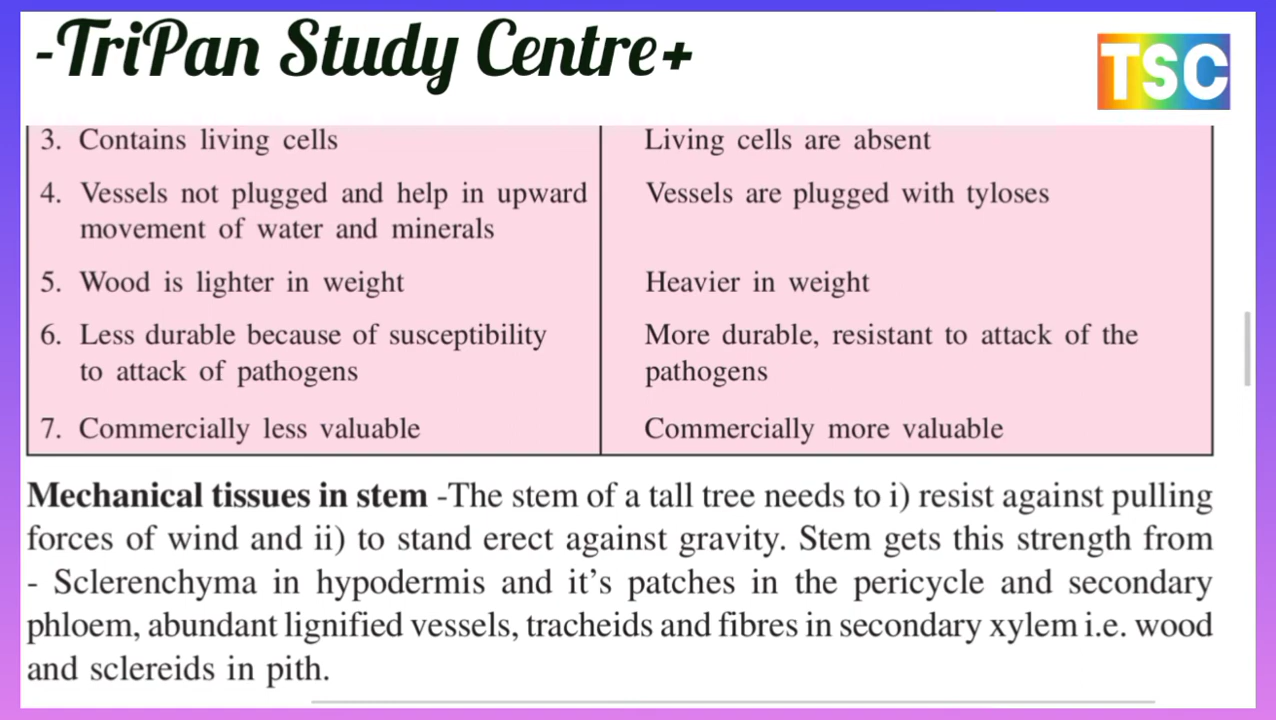 -TriPan Study Centre+
TSC
3. Contains living cells
Living cells are absent
4. Vessels not plugged and help in upward
movement of water and minerals
Vessels are plugged with tyloses
5. Wood is lighter in weight
Heavier in weight
6. Less durable because of susceptibility
to attack of pathogens
More durable, resistant to attack of the
pathogens
7. Commercially less valuable
Commercially more valuable
Mechanical tissues in stem -The stem of a tall tree needs to i) resist against pulling
forces of wind and ii) to stand erect against gravity. Stem gets this strength from
- Sclerenchyma in hypodermis and it's patches in the pericycle and secondary
phloem, abundant lignified vessels, tracheids and fibres in secondary xylem i.e. wood
and sclereids in pith.